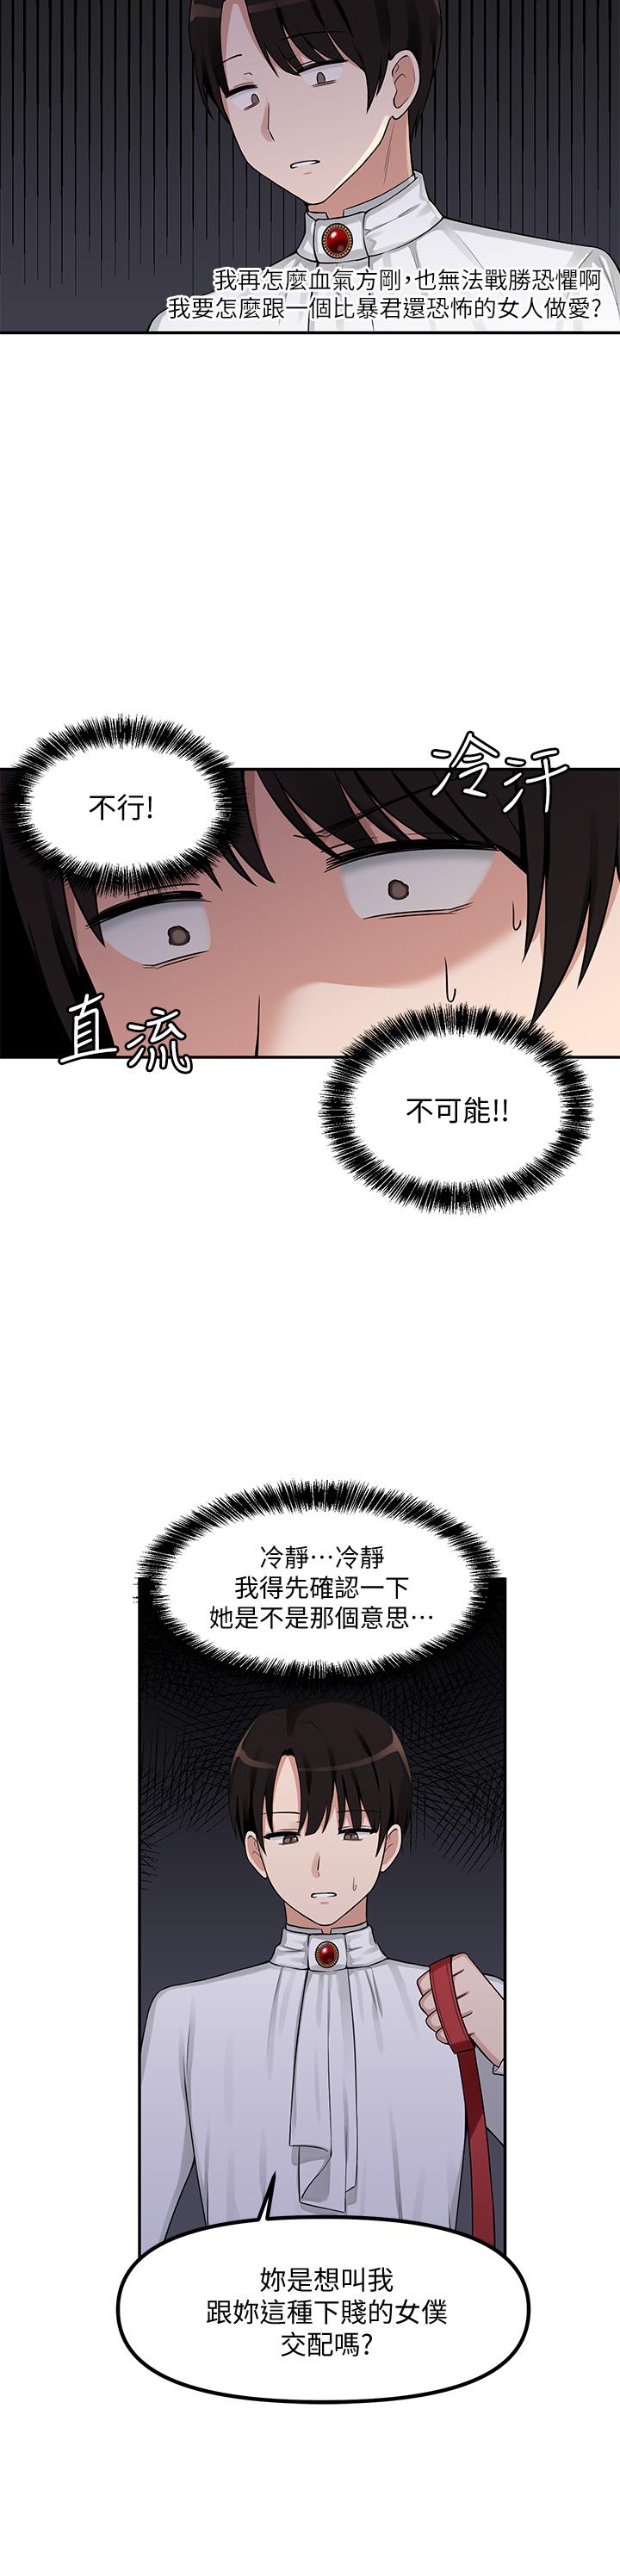 我再怎麼血氣方剛，也無法戰勝恐懼啊
我要怎麼跟一個比暴君還恐怖的女人做愛?
不行!
冷汗
直流
不可能!!
冷靜…冷靜
我得先確認一下
她是不是那個意思…
妳是想叫我
跟妳這種下賤的女僕
交配嗎?